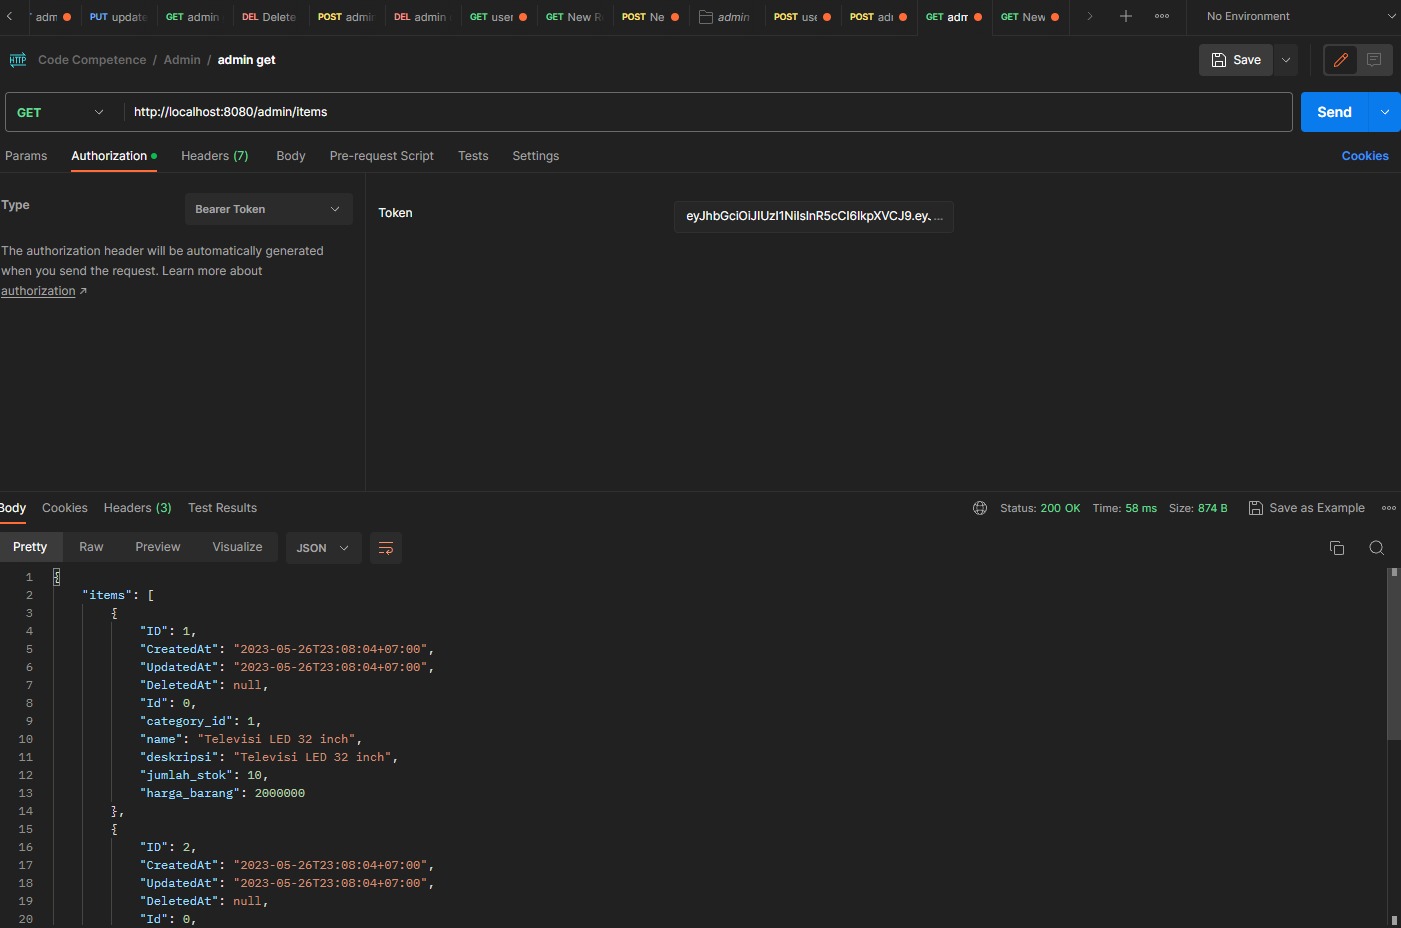 adm PUT update GET admin DEL Delete POST admin DEL admin GET user GET New R POST Ne admin POST use POST adı GET adm GET New No Environment
HTTP Code Competence / Admin / admin get Save
GET http://localhost:8080/admin/items Send
Params Authorization Headers (7) Body Pre-request Script Tests Settings Cookies
Type Bearer Token Token eyJhbGciOiJIUzI1NiIsInR5cCI6IkpXVCJ9.eyJ. ...
The authorization header will be automatically generated
when you send the request. Learn more about
authorization ↗
Body Cookies Headers (3) Test Results Status: 200 OK Time: 58 ms Size: 874 B Save as Example
Pretty Raw Preview Visualize JSON
1 {
2 "items": [
3 {
4 "ID": 1,
5 "CreatedAt": "2023-05-26T23:08:04+07:00",
6 "UpdatedAt": "2023-05-26T23:08:04+07:00",
7 "DeletedAt": null,
8 "Id": 0,
9 "category_id": 1,
10 "name": "Televisi LED 32 inch",
11 "deskripsi": "Televisi LED 32 inch",
12 "jumlah_stok": 10,
13 "harga_barang": 2000000
14 },
15 {
16 "ID": 2,
17 "CreatedAt": "2023-05-26T23:08:04+07:00",
18 "UpdatedAt": "2023-05-26T23:08:04+07:00",
19 "DeletedAt": null,
20 "Id": 0,